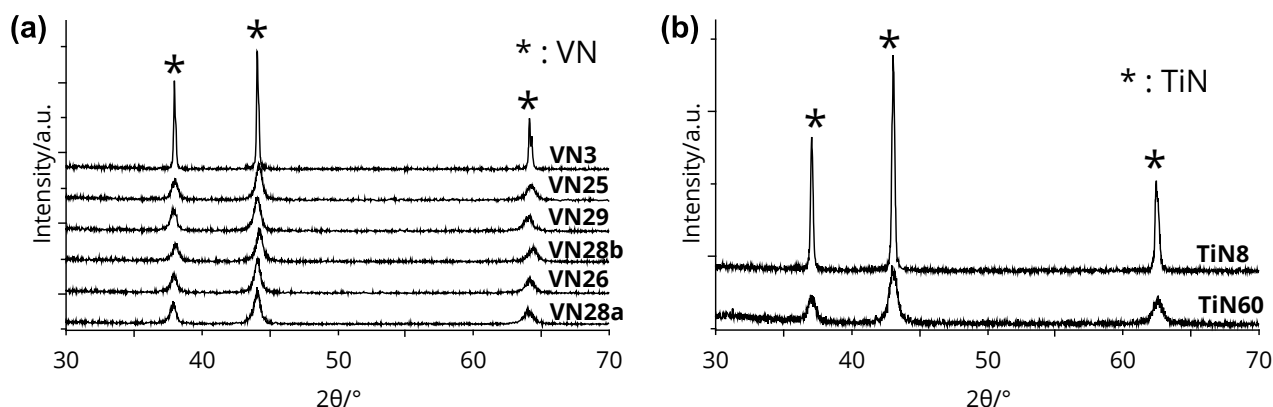 (a)
*
*
*
* : VN
VN3
VN25
VN29
VN28b
VN26
VN28a
Intensity/a.u.
30 40 50 60 70
2θ/°
(b)
*
*
*
* : TiN
TiN8
TiN60
Intensity/a.u.
30 40 50 60 70
2θ/°